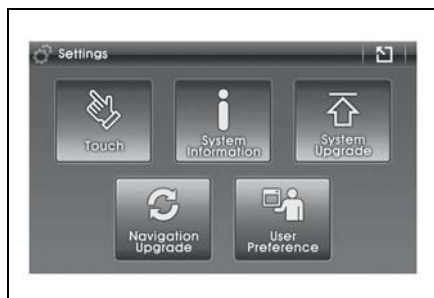 Settings
Touch
System
Information
System
Upgrade
Navigation
Upgrade
User
Preference